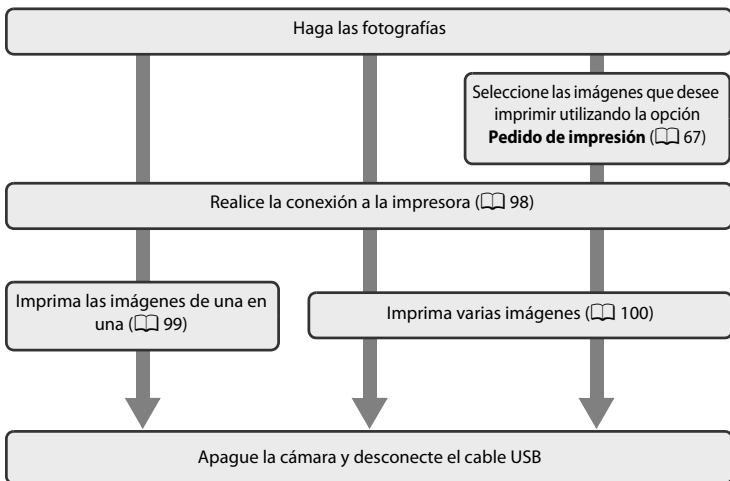 Haga las fotografías
Seleccione las imágenes que desee
imprimir utilizando la opción
Pedido de impresión (67)
Realice la conexión a la impresora (98)
Imprima las imágenes de una en
una (99)
Imprima varias imágenes (100)
Apague la cámara y desconecte el cable USB